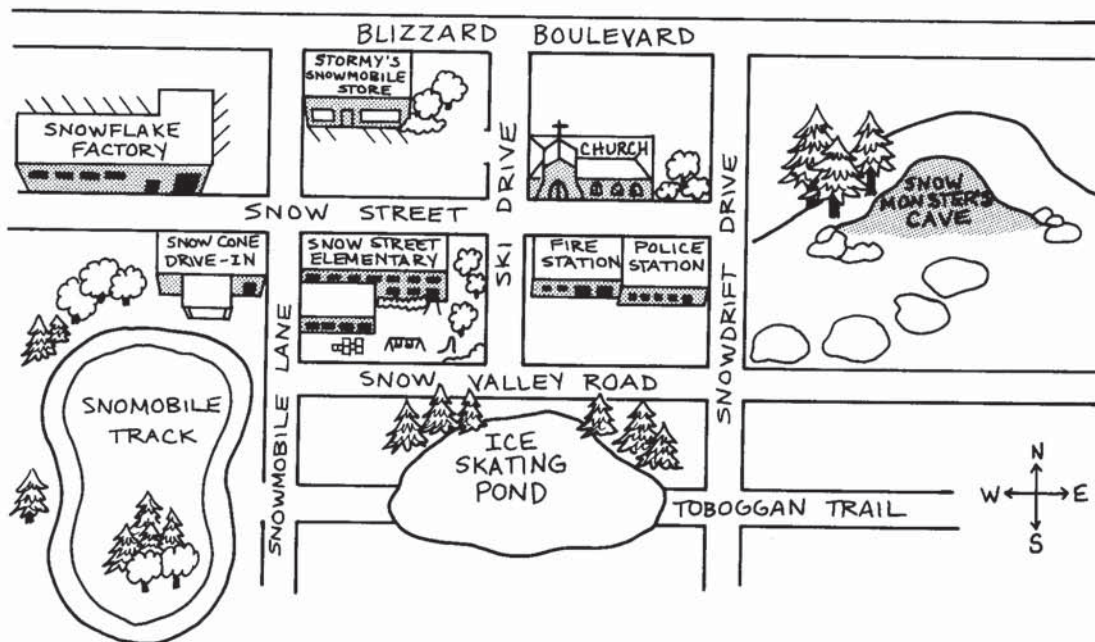 BLIZZARD BOULEVARD
STORMY'S
SNOWMOBILE
STORE
SNOWFLAKE
FACTORY
CHURCH
DRIVE
SKI
SNOWDRIFT DRIVE
SNOW
MONSTER'S
CAVE
SNOW STREET
SNOW CONE
DRIVE-IN
SNOW STREET
ELEMENTARY
FIRE
STATION
POLICE
STATION
SNOWMOBILE LANE
SNOW VALLEY ROAD
SNOMOBILE
TRACK
ICE
SKATING
POND
TOBOGGAN TRAIL
N
W E
S